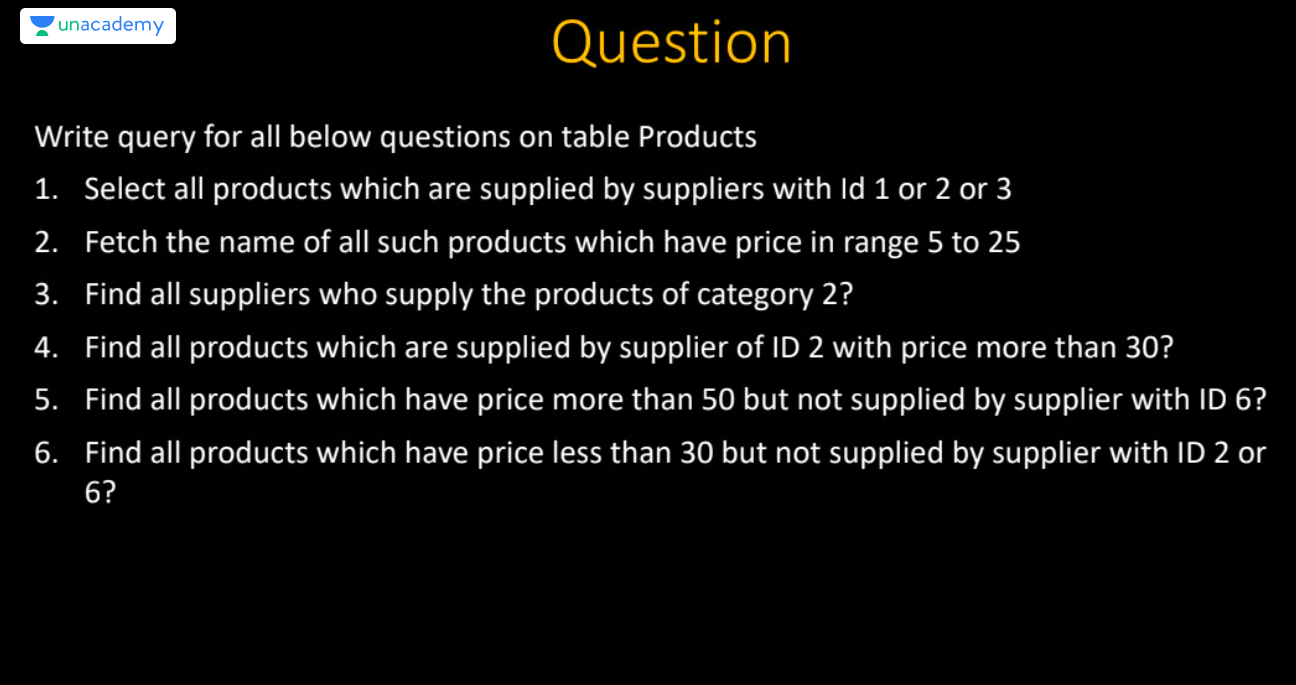 unacademy
Question
Write query for all below questions on table Products
1. Select all products which are supplied by suppliers with Id 1 or 2 or 3
2. Fetch the name of all such products which have price in range 5 to 25
3. Find all suppliers who supply the products of category 2?
4. Find all products which are supplied by supplier of ID 2 with price more than 30?
5. Find all products which have price more than 50 but not supplied by supplier with ID 6?
6. Find all products which have price less than 30 but not supplied by supplier with ID 2 or
6?